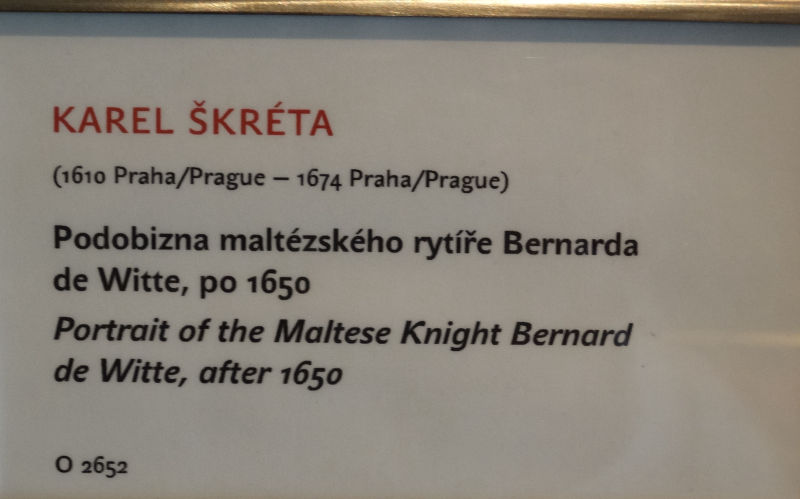 KAREL ŠKRÉTA
(1610 Praha/Prague – 1674 Praha/Prague)
Podobizna maltézského rytíře Bernarda
de Witte, po 1650
Portrait of the Maltese Knight Bernard
de Witte, after 1650
O 2652